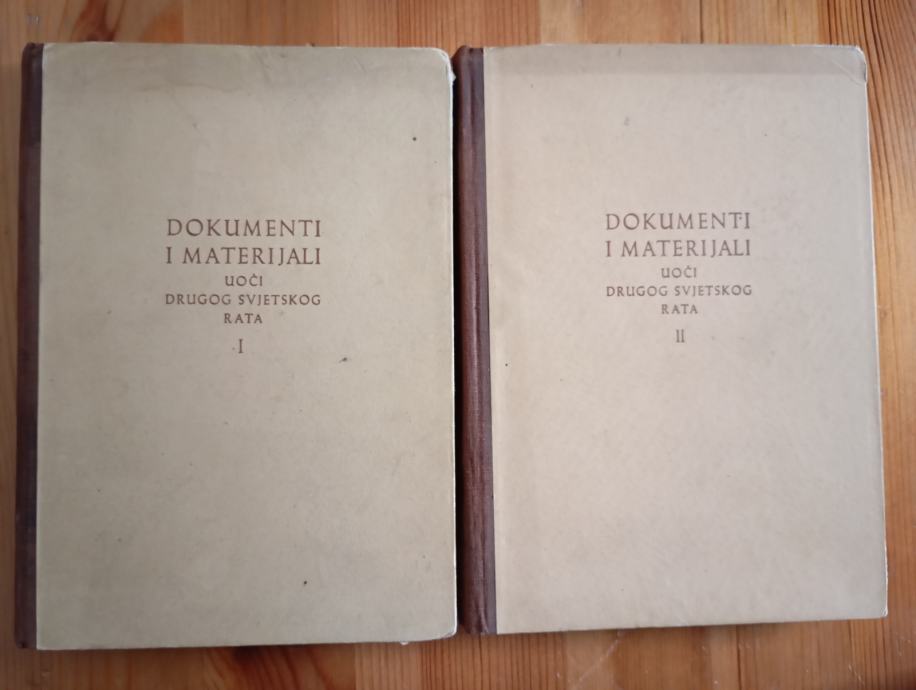 DOKUMENTI
I MATERIJALI
UOČI
DRUGOG SVJETSKOG
RATA
I
DOKUMENTI
I MATERIJALI
UOČI
DRUGOG SVJETSKOG
RATA
II